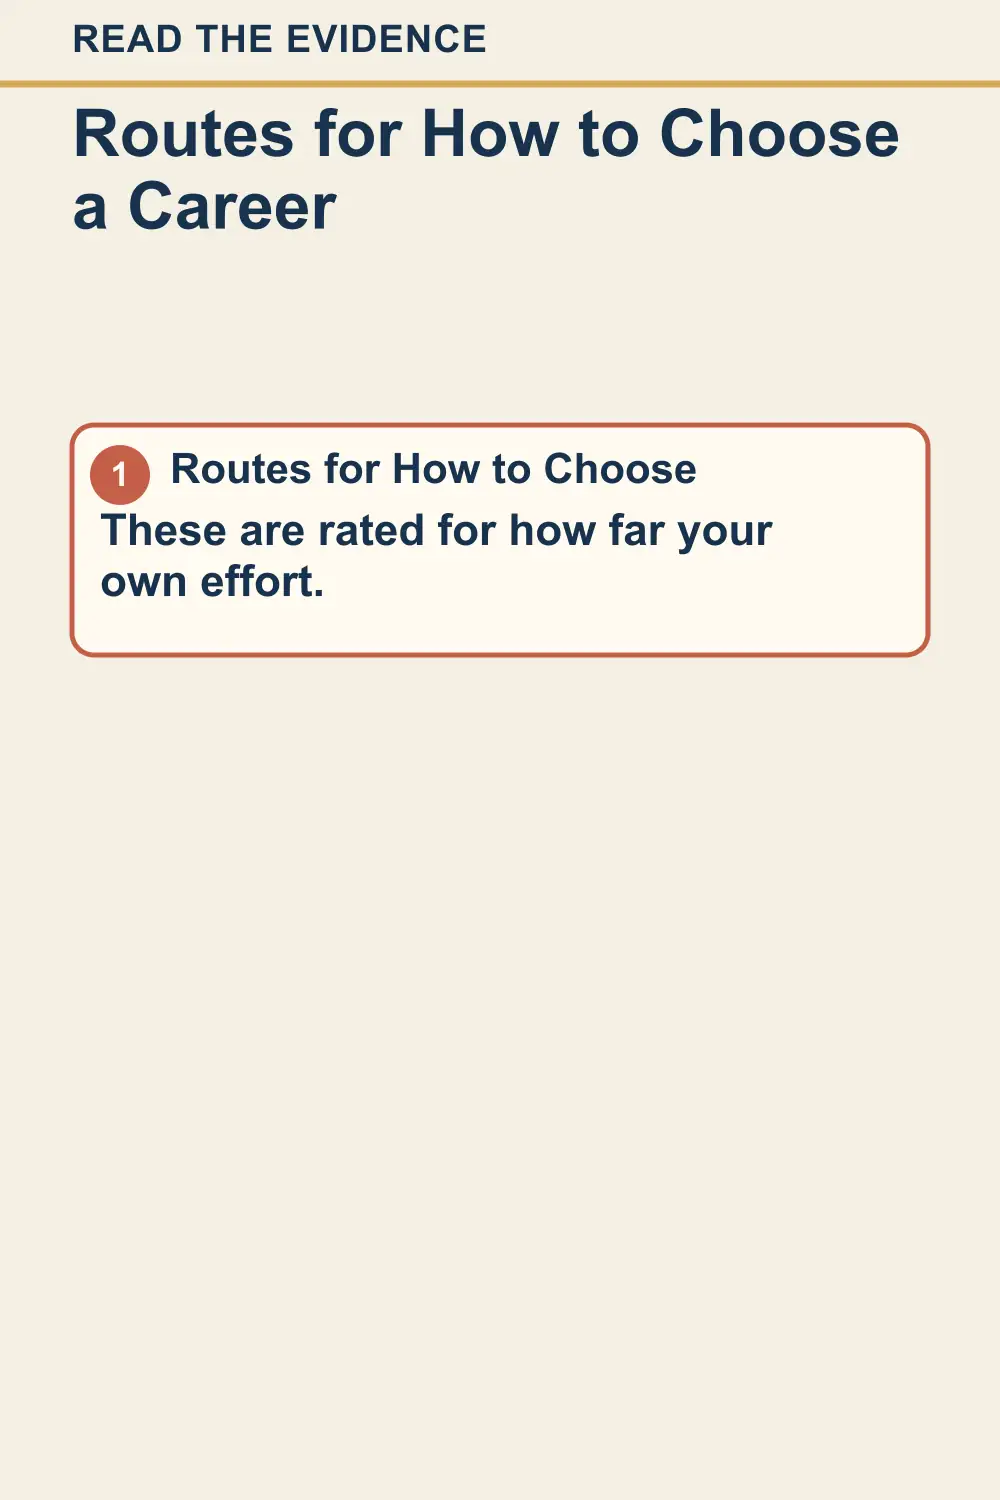 READ THE EVIDENCE
Routes for How to Choose
a Career
1 Routes for How to Choose
These are rated for how far your
own effort.